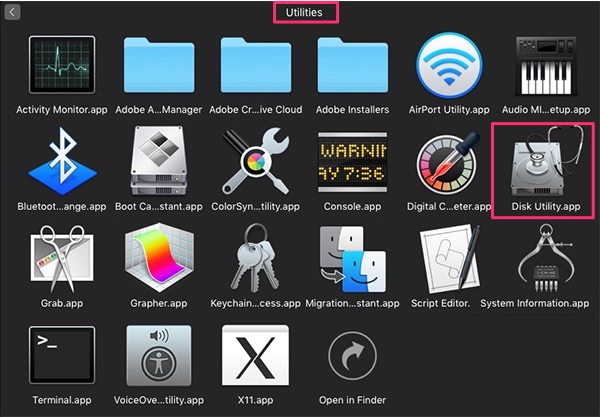 Utilities
Activity Monitor.app
Adobe A...Manager
Adobe Cr...ive Cloud
Adobe Installers
AirPort Utility.app
Audio MI...etup.app
WARNIN
AY 7:36
Bluetoot...ange.app
Boot Ca...stant.app
ColorSyn...tility.app
Console.app
Digital C...eter.app
Disk Utility.app
Grab.app
Grapher.app
Keychain...cess.app
Migration...stant.app
Script Editor.
System Information.app
>_
X
Terminal.app
VoiceOve...tility.app
X11.app
Open in Finder